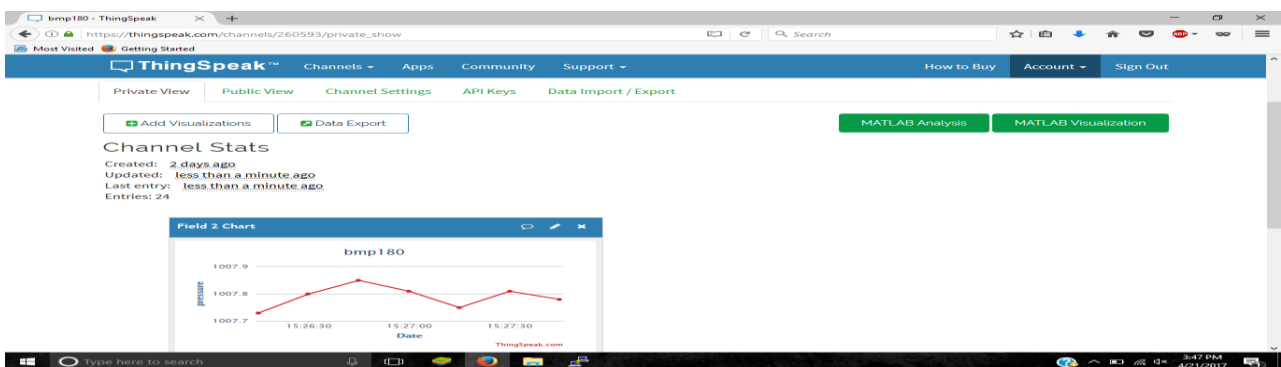 bmp180 - ThingSpeak
https://thingspeak.com/channels/260593/private_show
Search
ABP
Most Visited Getting Started
ThingSpeak™ Channels Apps Community Support How to Buy Account Sign Out
Private View Public View Channel Settings API Keys Data Import / Export
Add Visualizations Data Export MATLAB Analysis MATLAB Visualization
Channel Stats
Created: 2 days ago
Updated: less than a minute ago
Last entry: less than a minute ago
Entries: 24
Field 2 Chart
bmp180
1007.9
pressure
1007.8
1007.7
15:26:30 15:27:00 15:27:30
Date
ThingSpeak.com
Type here to search
3:47 PM
4/21/2017